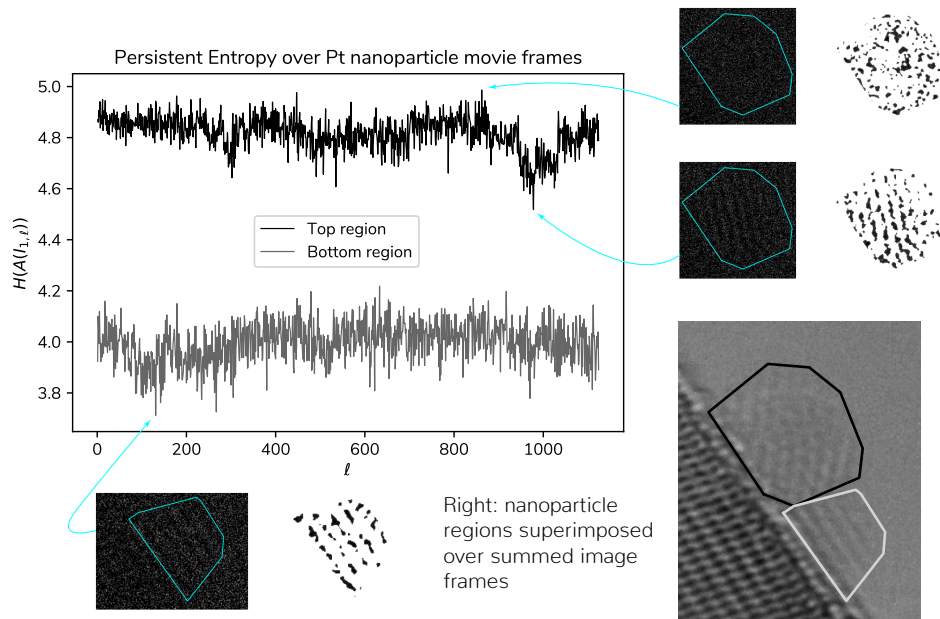 Persistent Entropy over Pt nanoparticle movie frames
5.0
4.8
4.6
4.4
4.2
4.0
3.8
H(A(I₁,ℓ))
Top region
Bottom region
0 200 400 600 800 1000
ℓ
Right: nanoparticle
regions superimposed
over summed image
frames